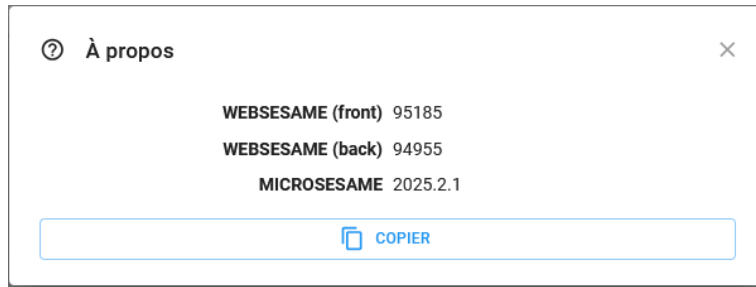 À propos
WEBSESAME (front) 95185
WEBSESAME (back) 94955
MICROSESAME 2025.2.1
COPIER